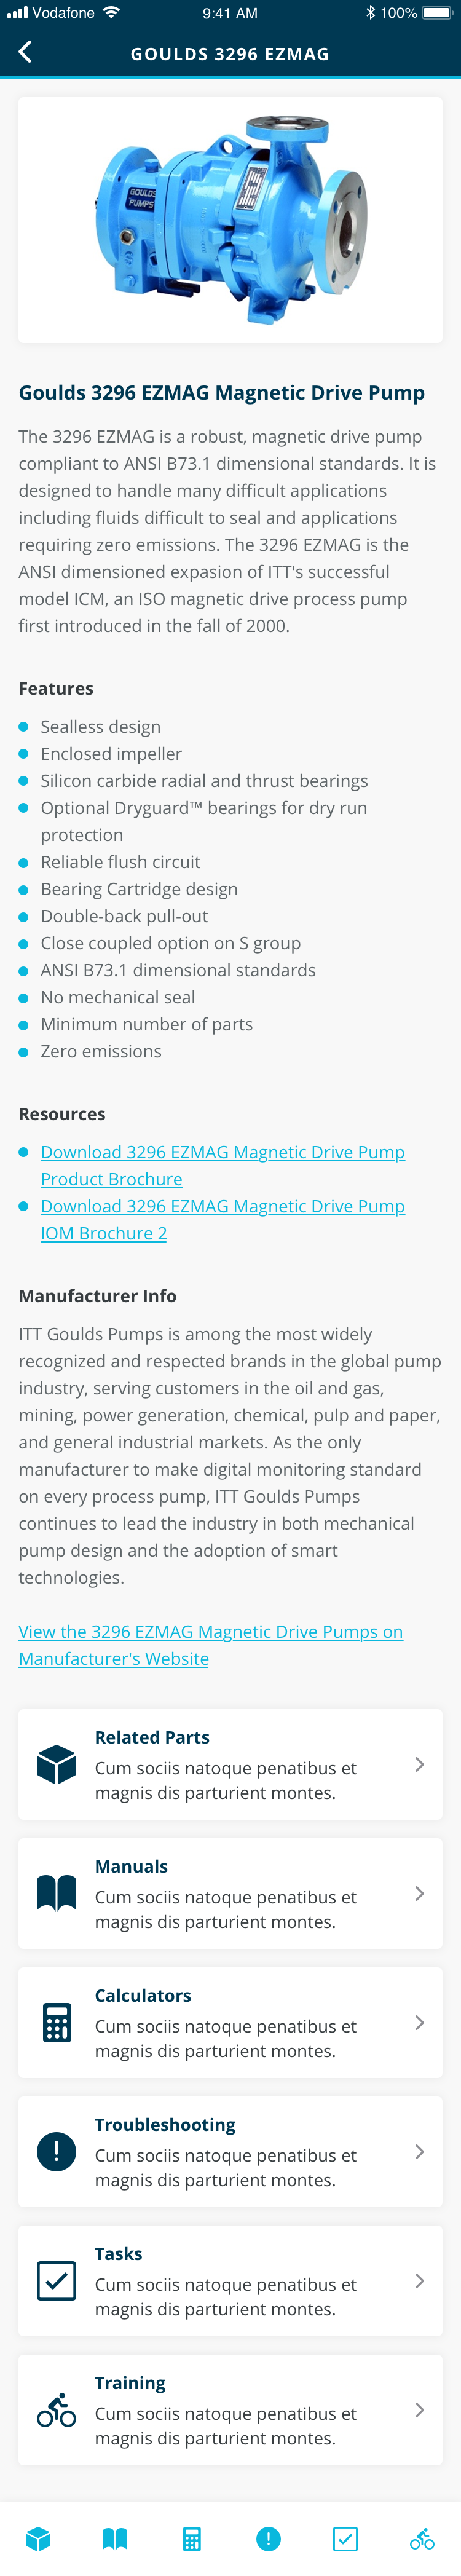 Vodafone 9:41 AM 100%
GOULDS 3296 EZMAG
GOULDS
PUMPS
Goulds 3296 EZMAG Magnetic Drive Pump
The 3296 EZMAG is a robust, magnetic drive pump
compliant to ANSI B73.1 dimensional standards. It is
designed to handle many difficult applications
including fluids difficult to seal and applications
requiring zero emissions. The 3296 EZMAG is the
ANSI dimensioned expasion of ITT's successful
model ICM, an ISO magnetic drive process pump
first introduced in the fall of 2000.
Features
Sealless design
Enclosed impeller
Silicon carbide radial and thrust bearings
Optional Dryguard™ bearings for dry run
protection
Reliable flush circuit
Bearing Cartridge design
Double-back pull-out
Close coupled option on S group
ANSI B73.1 dimensional standards
No mechanical seal
Minimum number of parts
Zero emissions
Resources
Download 3296 EZMAG Magnetic Drive Pump
Product Brochure
Download 3296 EZMAG Magnetic Drive Pump
IOM Brochure 2
Manufacturer Info
ITT Goulds Pumps is among the most widely
recognized and respected brands in the global pump
industry, serving customers in the oil and gas,
mining, power generation, chemical, pulp and paper,
and general industrial markets. As the only
manufacturer to make digital monitoring standard
on every process pump, ITT Goulds Pumps
continues to lead the industry in both mechanical
pump design and the adoption of smart
technologies.
View the 3296 EZMAG Magnetic Drive Pumps on
Manufacturer's Website
Related Parts
Cum sociis natoque penatibus et
magnis dis parturient montes.
Manuals
Cum sociis natoque penatibus et
magnis dis parturient montes.
Calculators
Cum sociis natoque penatibus et
magnis dis parturient montes.
Troubleshooting
Cum sociis natoque penatibus et
magnis dis parturient montes.
Tasks
Cum sociis natoque penatibus et
magnis dis parturient montes.
Training
Cum sociis natoque penatibus et
magnis dis parturient montes.